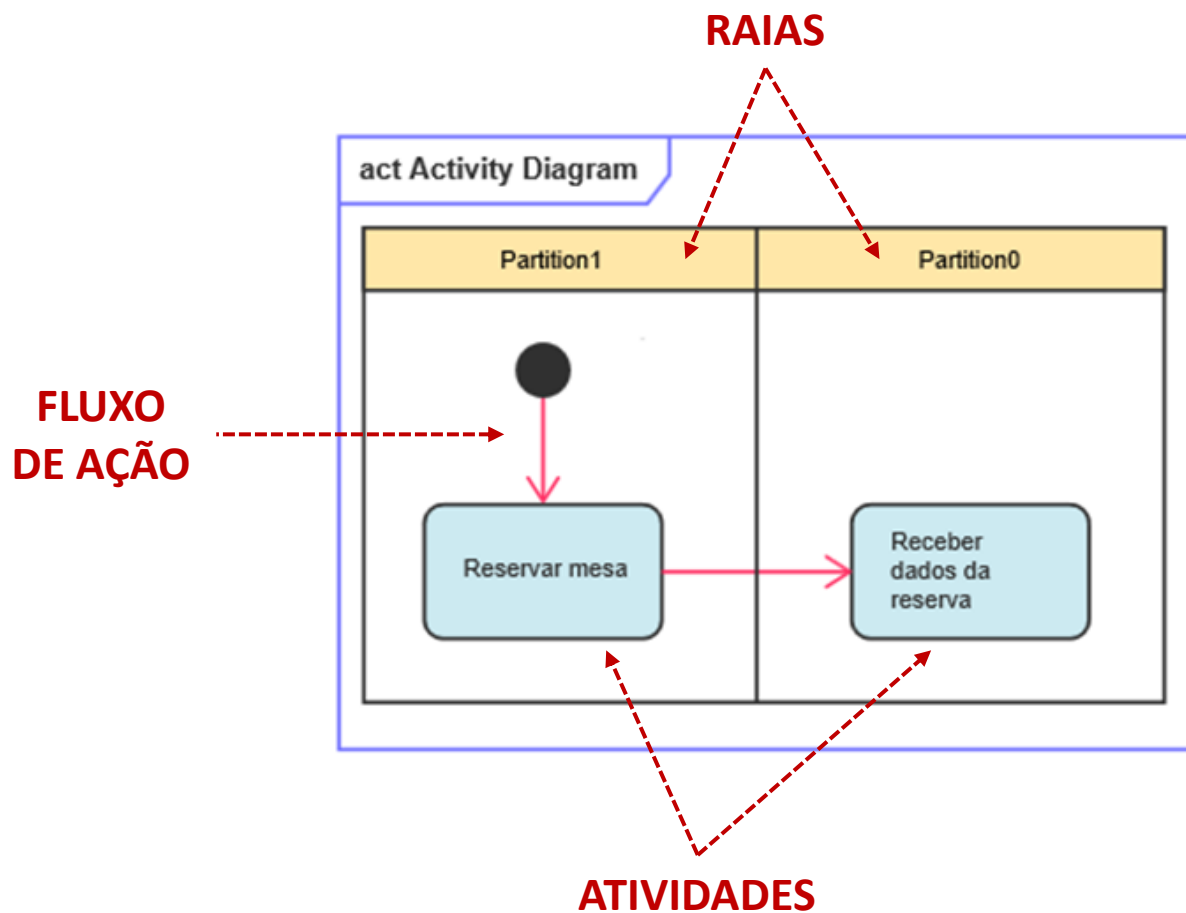 RAIAS
act Activity Diagram
Partition1
Partition0
FLUXO
DE AÇÃO
Reservar mesa
Receber
dados da
reserva
ATIVIDADES